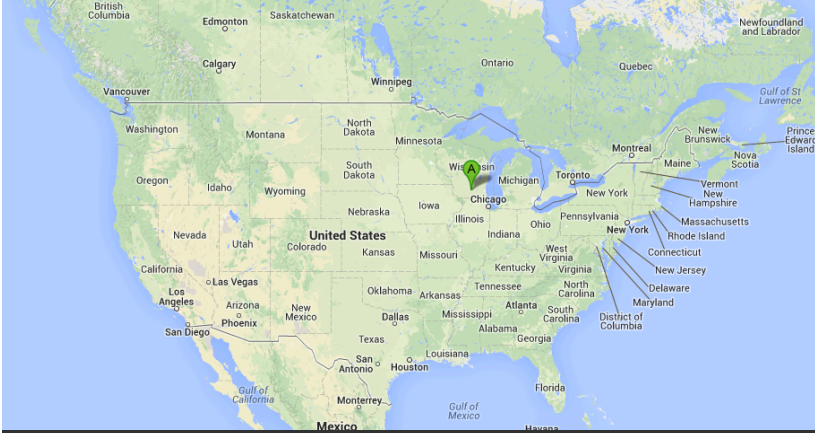 British
Columbia
Edmonton
Saskatchewan
Newfoundland
and Labrador
Calgary
Ontario
Quebec
Winnipeg
Vancouver
Gulf of St
Lawrence
Washington
North
Dakota
Montana
Minnesota
Montreal
New
Brunswick
Prince
Edward
Island
Nova
Scotia
Maine
South
Dakota
A
Michigan
Toronto
Oregon
Idaho
Wyoming
Chicago
New York
Vermont
New
Hampshire
Nebraska
Iowa
Illinois
Ohio
Pennsylvania
Massachusetts
New York
Rhode Island
Nevada
United States
Indiana
Utah
Colorado
Kansas
Missouri
West
Virginia
Connecticut
California
Kentucky
Virginia
New Jersey
Las Vegas
Tennessee
North
Carolina
Delaware
Los
Angeles
Oklahoma
Arkansas
Maryland
Arizona
New
Mexico
Atlanta
South
Carolina
Phoenix
Dallas
Mississippi
District of
Columbia
San Diego
Alabama
Georgia
Texas
Louisiana
San
Antonio
Houston
Florida
Gulf of
California
Monterrey
Gulf of
Mexico
Mexico